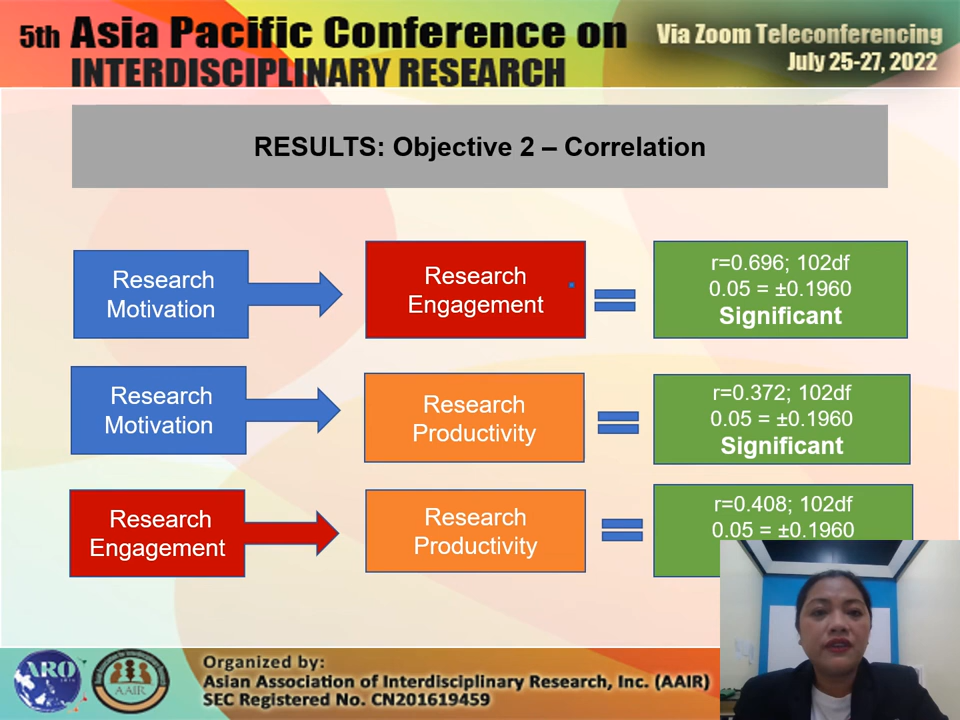 5th Asia Pacific Conference on
INTERDISCIPLINARY RESEARCH
Via Zoom Teleconferencing
July 25-27, 2022
RESULTS: Objective 2 – Correlation
Research
Motivation
Research
Engagement
r=0.696; 102df
0.05 = ±0.1960
Significant
Research
Motivation
Research
Productivity
r=0.372; 102df
0.05 = ±0.1960
Significant
Research
Engagement
Research
Productivity
r=0.408; 102df
0.05 = ±0.1960
ARO
AAIR
Organized by:
Asian Association of Interdisciplinary Research, Inc. (AAIR)
SEC Registered No. CN201619459